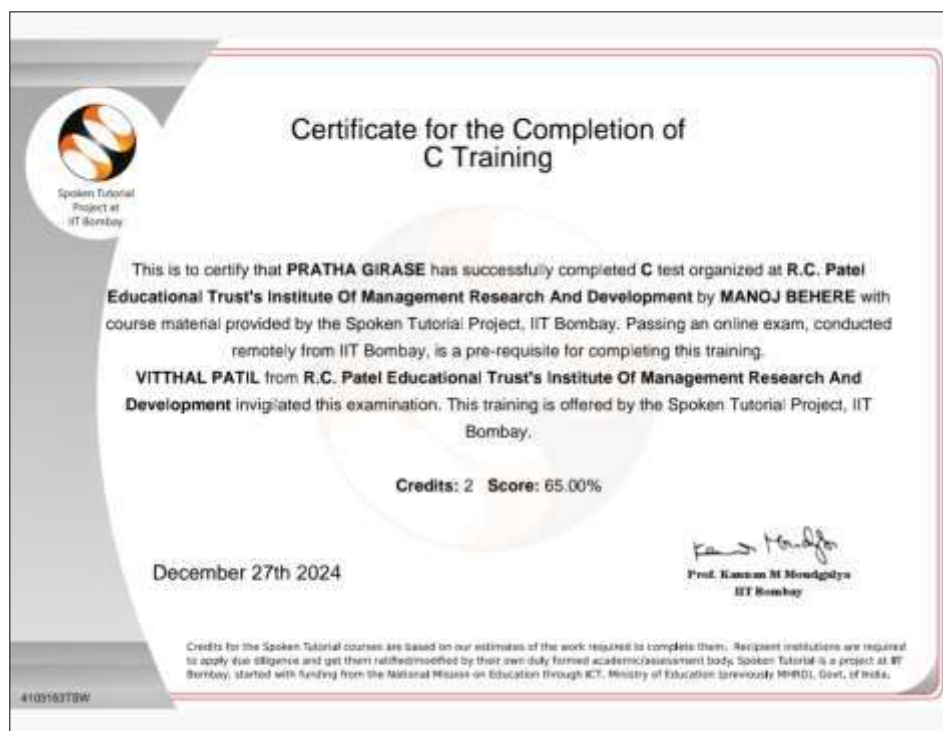 Spoken Tutorial
Project at
IIT Bombay
Certificate for the Completion of
C Training
This is to certify that PRATHA GIRASE has successfully completed C test organized at R.C. Patel
Educational Trust's Institute Of Management Research And Development by MANOJ BEHERE with
course material provided by the Spoken Tutorial Project, IIT Bombay. Passing an online exam, conducted
remotely from IIT Bombay, is a pre-requisite for completing this training.
VITTHAL PATIL from R.C. Patel Educational Trust's Institute Of Management Research And
Development invigilated this examination. This training is offered by the Spoken Tutorial Project, IIT
Bombay.
Credits: 2 Score: 65.00%
December 27th 2024
Prof. Kannan M Moudgalya
IIT Bombay
Credits for the Spoken Tutorial courses are based on our estimates of the work required to complete them. Recipient institutions are required
to apply due diligence and get them ratified/modified by their own duly formed academic/assessment body. Spoken Tutorial is a project at IIT
Bombay, started with funding from the National Mission on Education through ICT, Ministry of Education (previously MHRD), Govt. of India.